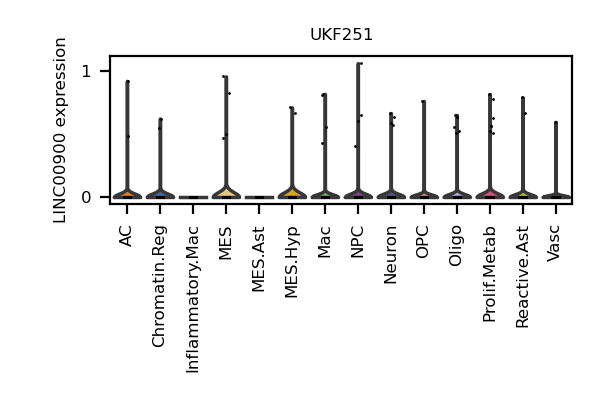 UKF251
LINC00900 expression
1
0
AC
Chromatin.Reg
Inflammatory.Mac
MES
MES.Ast
MES.Hyp
Mac
NPC
Neuron
OPC
Oligo
Prolif.Metab
Reactive.Ast
Vasc